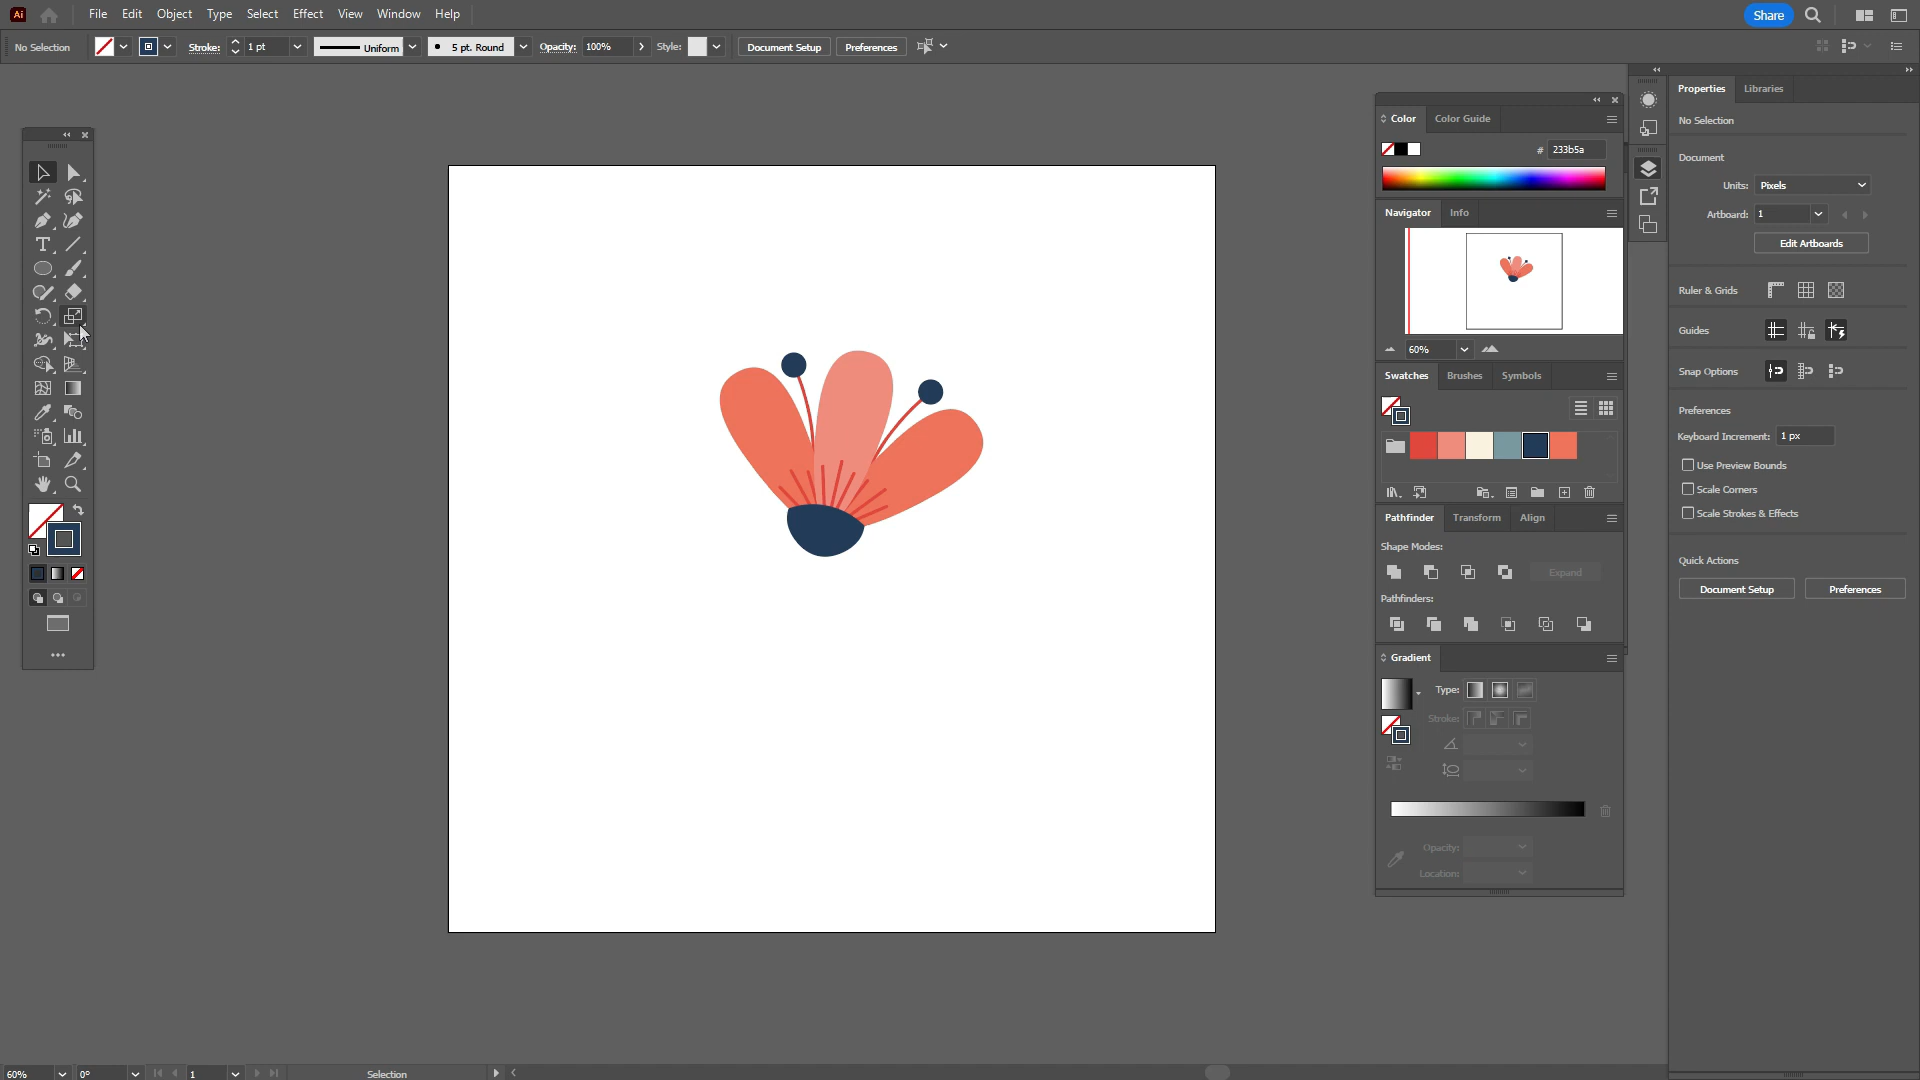 Ai File Edit Object Type Select Effect View Window Help Share
No Selection Stroke: 1 pt Uniform 5 pt. Round Opacity: 100% Style: Document Setup Preferences
Properties Libraries
No Selection
Document
Units: Pixels
Artboard: 1
Edit Artboards
Ruler & Grids
Guides
Snap Options
Preferences
Keyboard Increment: 1 px
Use Preview Bounds
Scale Corners
Scale Strokes & Effects
Quick Actions
Document Setup Preferences
Color Color Guide
# 233b5a
Navigator Info
60%
Swatches Brushes Symbols
Pathfinder Transform Align
Shape Modes:
Expand
Pathfinders:
Gradient
Type:
Stroke:
Opacity:
Location:
60% 0° 1 Selection